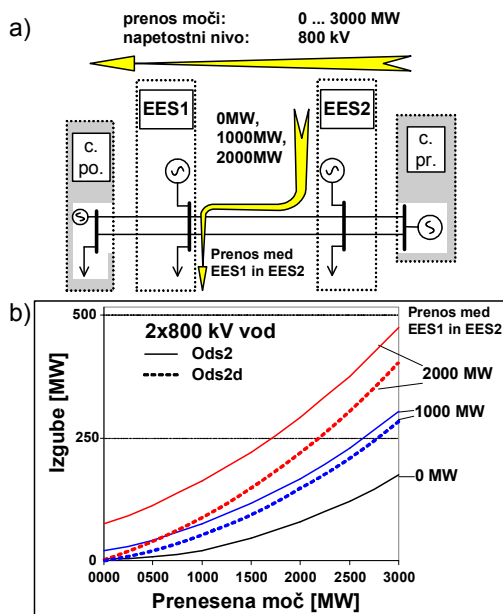 a)
prenos moči: 0 ... 3000 MW
napetostni nivo: 800 kV
EES1
EES2
0MW,
1000MW,
2000MW
c.
po.
c.
pr.
Prenos med
EES1 in EES2
b)
Prenos med
EES1 in EES2
2x800 kV vod
Ods2
Ods2d
2000 MW
1000 MW
0 MW
Izgube [MW]
500
250
0
0000 0500 1000 1500 2000 2500 3000
Prenesena moč [MW]